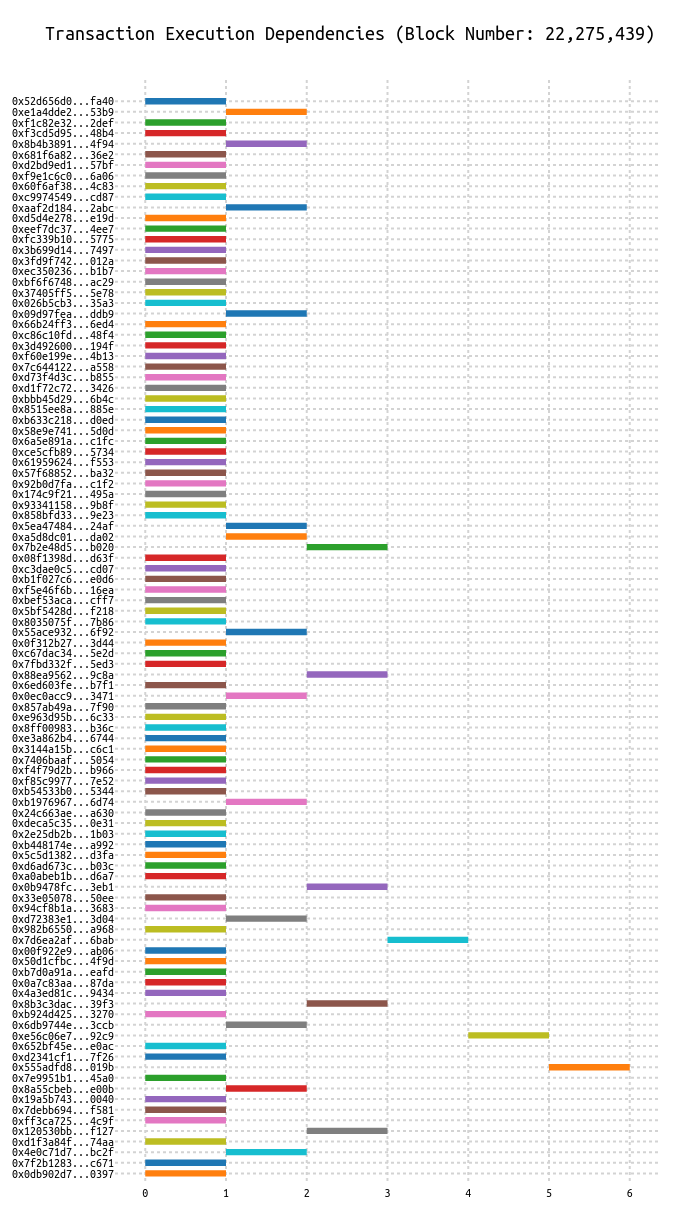 Transaction Execution Dependencies (Block Number: 22,275,439)
0x52d656d0...fa40
0xe1a4dde2...53b9
0xf1c82e32...2def
0xf3cd5d95...48b4
0x8b4b3891...4f94
0x681f6a82...36e2
0xd2bd9ed1...57bf
0xf9e1c6c0...6a06
0x60f6af38...4c83
0xc9974549...cd87
0xaaf2d184...2abc
0xd5d4e278...e19d
0xeef7dc37...4ee7
0xfc339b10...5775
0x3b699d14...7497
0x3fd9f742...012a
0xec350236...b1b7
0xbf6f6748...ac29
0x37405ff5...5e78
0x026b5cb3...35a3
0x09d97fea...ddb9
0x66b24ff3...6ed4
0xc86c10fd...48f4
0x3d492600...194f
0xf60e199e...4b13
0x7c644122...a558
0xd73f4d3c...b855
0xd1f72c72...3426
0xbbb45d29...6b4c
0x8515ee8a...885e
0xb633c218...d0ed
0x58e9e741...5d0d
0x6a5e891a...c1fc
0xce5cfb89...5734
0x61959624...f553
0x57f68852...ba32
0x92b0d7fa...c1f2
0x174c9f21...495a
0x93341158...9b8f
0x858bfd33...9e23
0x5ea47484...24af
0xa5d8dc01...da02
0x7b2e48d5...b020
0x08f1398d...d63f
0xc3dae0c5...cd07
0xb1f027c6...e0d6
0xf5e46f6b...16ea
0xbef53aca...cff7
0x5bf5428d...f218
0x8035075f...7b86
0x55ace932...6f92
0x0f312b27...3d44
0xc67dac34...5e2d
0x7fbd332f...5ed3
0x88ea9562...9c8a
0x6ed603fe...b7f1
0x0ec0acc9...3471
0x857ab49a...7f90
0xe963d95b...6c33
0x8ff00983...b36c
0xe3a862b4...6744
0x3144a15b...c6c1
0x7406baaf...5054
0xf4f79d2b...b966
0xf85c9977...7e52
0xb54533b0...5344
0xb1976967...6d74
0x24c663ae...a630
0xdeca5c35...0e31
0x2e25db2b...1b03
0xb448174e...a992
0x5c5d1382...d3fa
0xd6ad673c...b03c
0xa0abeb1b...d6a7
0x0b9478fc...3eb1
0x33e05078...50ee
0x94cf8b1a...3683
0xd72383e1...3d04
0x982b6550...a968
0x7d6ea2af...6bab
0x00f922e9...ab06
0x50d1cfbc...4f9d
0xb7d0a91a...eafd
0x0a7c83aa...87da
0x4a3ed81c...9434
0x8b3c3dac...39f3
0xb924d425...3270
0x6db9744e...3ccb
0xe56c06e7...92c9
0x652bf45e...e0ac
0xd2341cf1...7f26
0x555adfd8...019b
0x7e9951b1...45a0
0x8a55cbeb...e00b
0x19a5b743...0040
0x7debb694...f581
0xff3ca725...4c9f
0x120530bb...f127
0xd1f3a84f...74aa
0x4e0c71d7...bc2f
0x7f2b1283...c671
0x0db902d7...0397
0 1 2 3 4 5 6